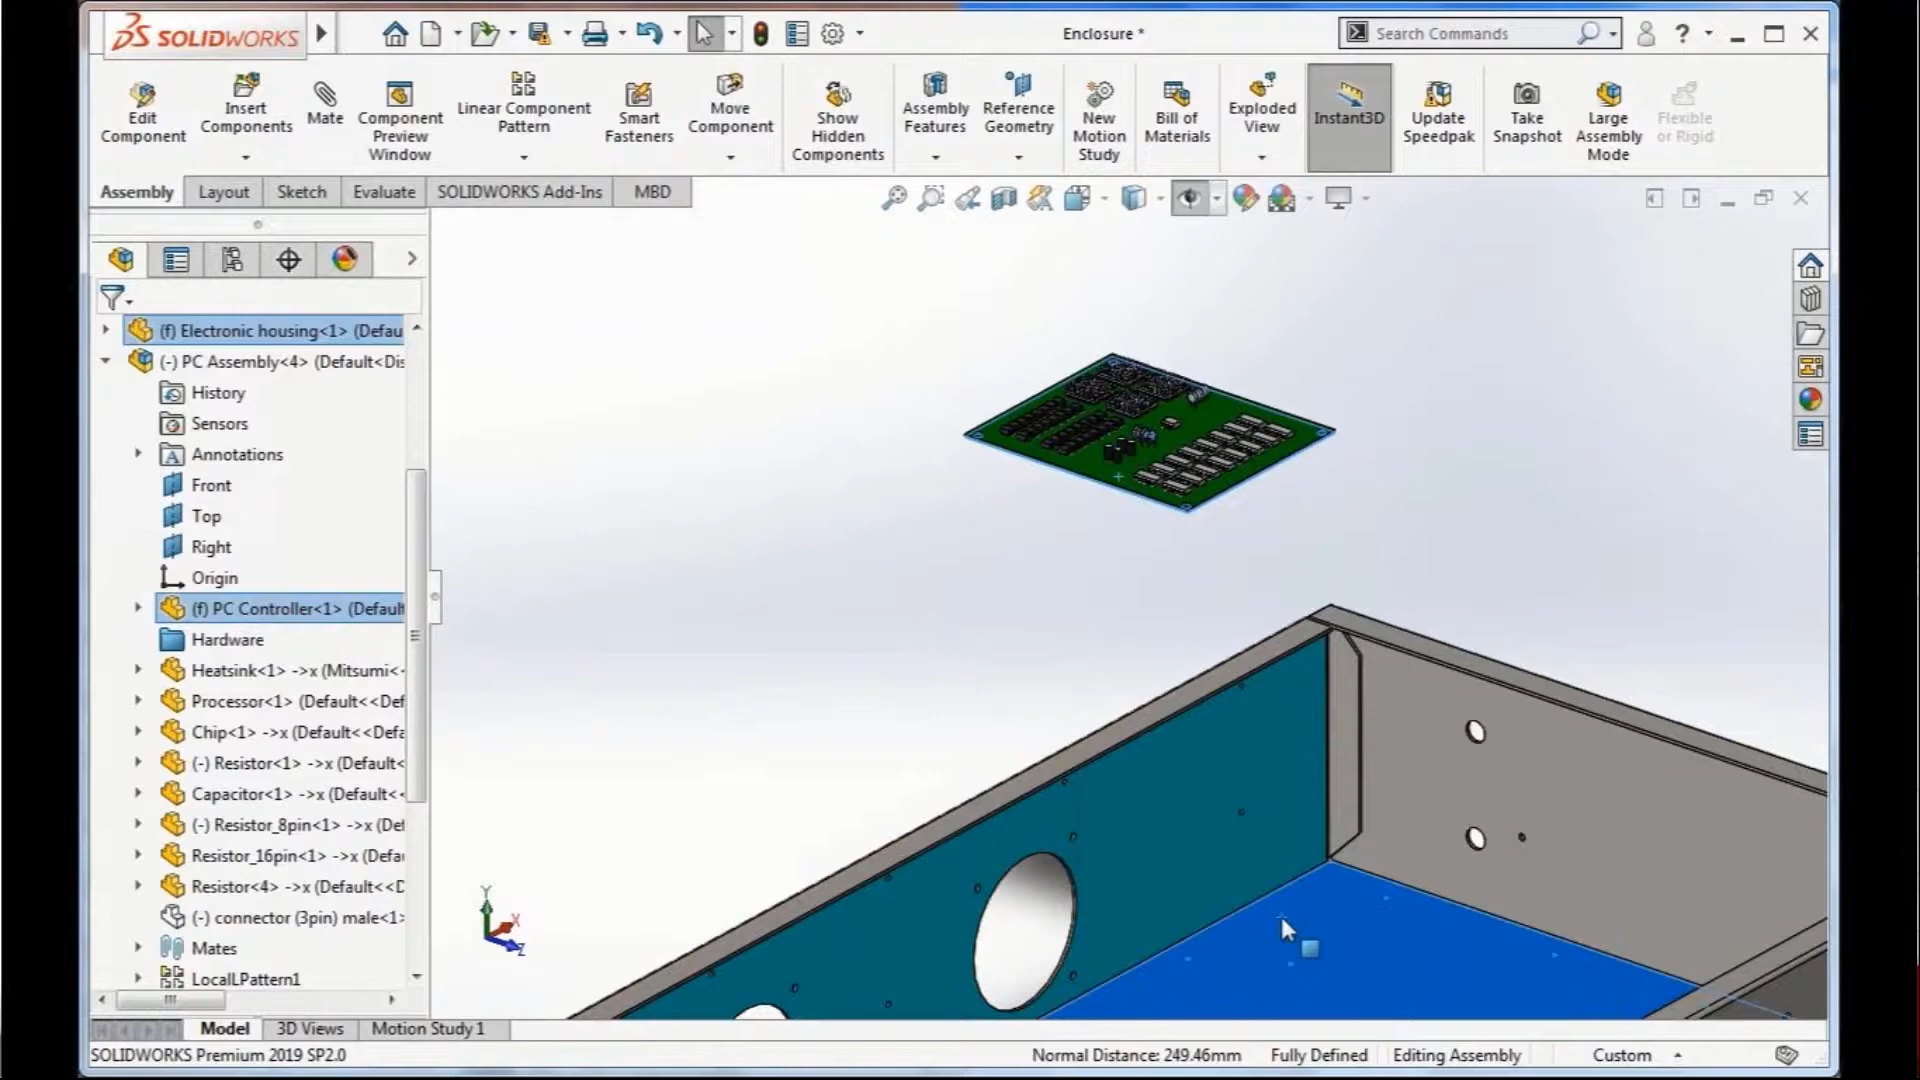 SOLIDWORKS
Enclosure *
Search Commands
?
Edit
Component
Insert
Components
Mate
Component
Preview
Window
Linear Component
Pattern
Smart
Fasteners
Move
Component
Show
Hidden
Components
Assembly
Features
Reference
Geometry
New
Motion
Study
Bill of
Materials
Exploded
View
Instant3D
Update
Speedpak
Take
Snapshot
Large
Assembly
Mode
Flexible
or Rigid
Assembly
Layout
Sketch
Evaluate
SOLIDWORKS Add-Ins
MBD
(f) Electronic housing<1> (Defau
(-) PC Assembly<4> (Default<Dis
History
Sensors
Annotations
Front
Top
Right
Origin
(f) PC Controller<1> (Default
Hardware
Heatsink<1> ->x (Mitsumi<
Processor<1> (Default<<Def
Chip<1> ->x (Default<<Defa
(-) Resistor<1> ->x (Default<
Capacitor<1> ->x (Default<
(-) Resistor_8pin<1> ->x (Def
Resistor_16pin<1> ->x (Defau
Resistor<4> ->x (Default<<D
(-) connector (3pin) male<1>
Mates
LocalLPattern1
Y
X
Z
Model
3D Views
Motion Study 1
SOLIDWORKS Premium 2019 SP2.0
Normal Distance: 249.46mm
Fully Defined
Editing Assembly
Custom